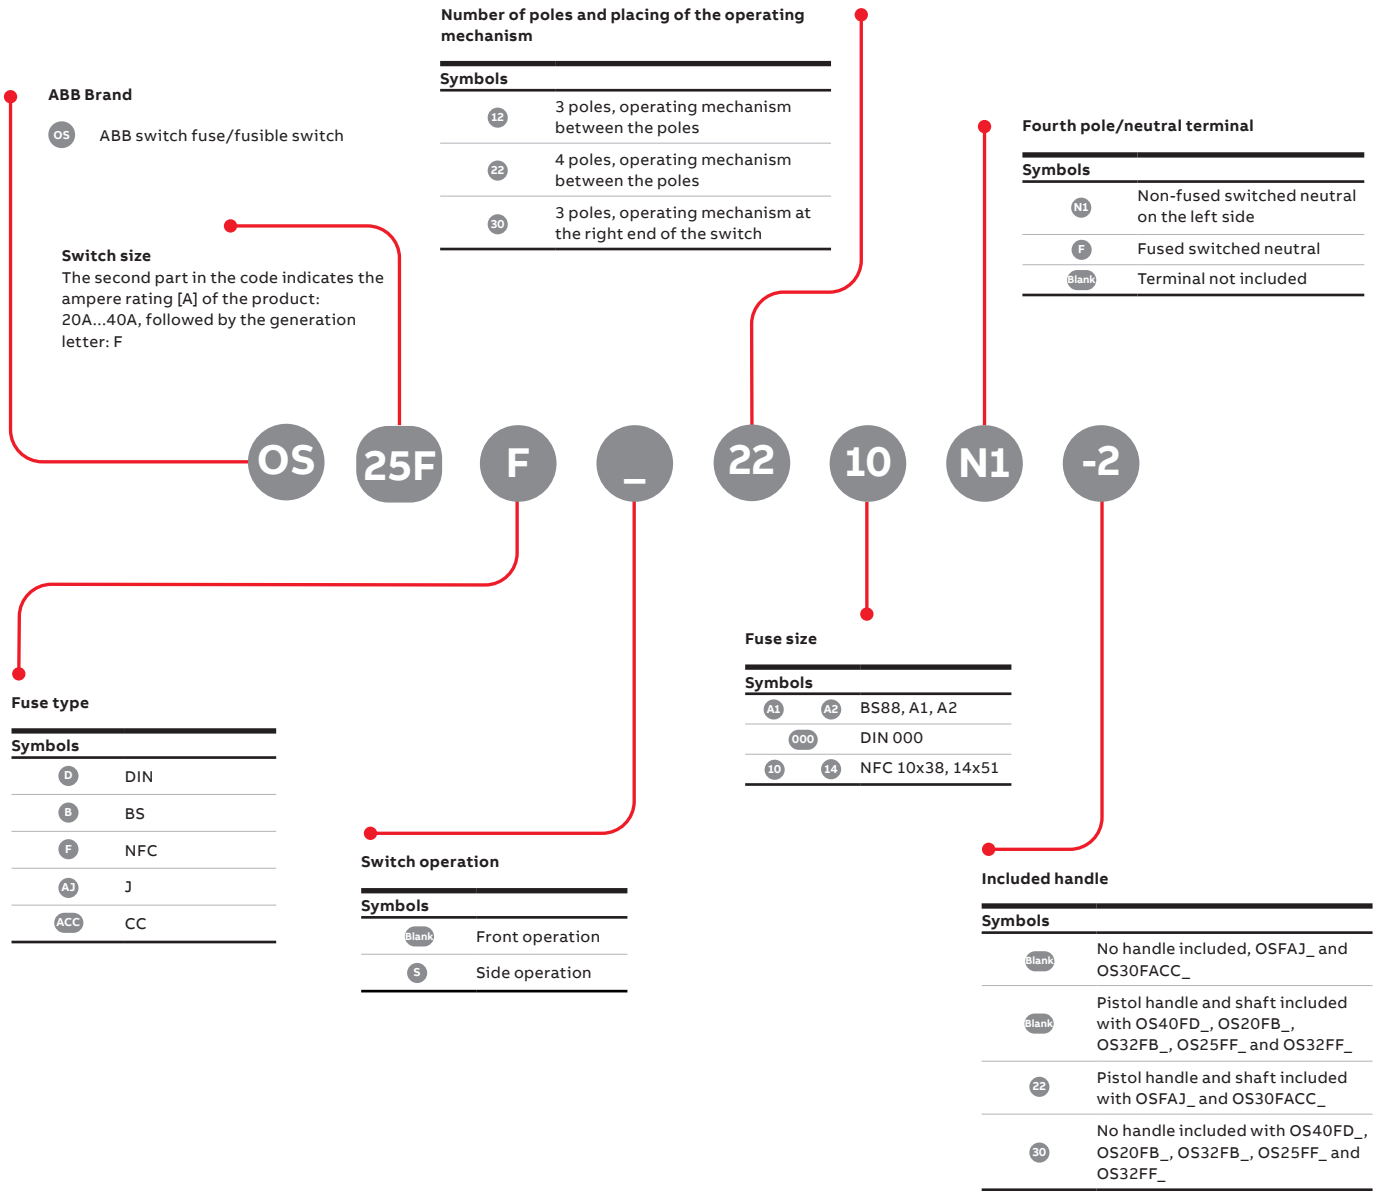 Number of poles and placing of the operating
mechanism
Symbols
12 3 poles, operating mechanism
between the poles
22 4 poles, operating mechanism
between the poles
30 3 poles, operating mechanism at
the right end of the switch
ABB Brand
OS ABB switch fuse/fusible switch
Switch size
The second part in the code indicates the
ampere rating [A] of the product:
20A...40A, followed by the generation
letter: F
Fourth pole/neutral terminal
Symbols
N1 Non-fused switched neutral
on the left side
F Fused switched neutral
Blank Terminal not included
OS 25F F _ 22 10 N1 -2
Fuse type
Symbols
D DIN
B BS
F NFC
AJ J
ACC CC
Switch operation
Symbols
Blank Front operation
S Side operation
Fuse size
Symbols
A1 A2 BS88, A1, A2
000 DIN 000
10 14 NFC 10x38, 14x51
Included handle
Symbols
Blank No handle included, OSFAJ_ and
OS30FACC_
Blank Pistol handle and shaft included
with OS40FD_, OS20FB_,
OS32FB_, OS25FF_ and OS32FF_
22 Pistol handle and shaft included
with OSFAJ_ and OS30FACC_
30 No handle included with OS40FD_,
OS20FB_, OS32FB_, OS25FF_ and
OS32FF_